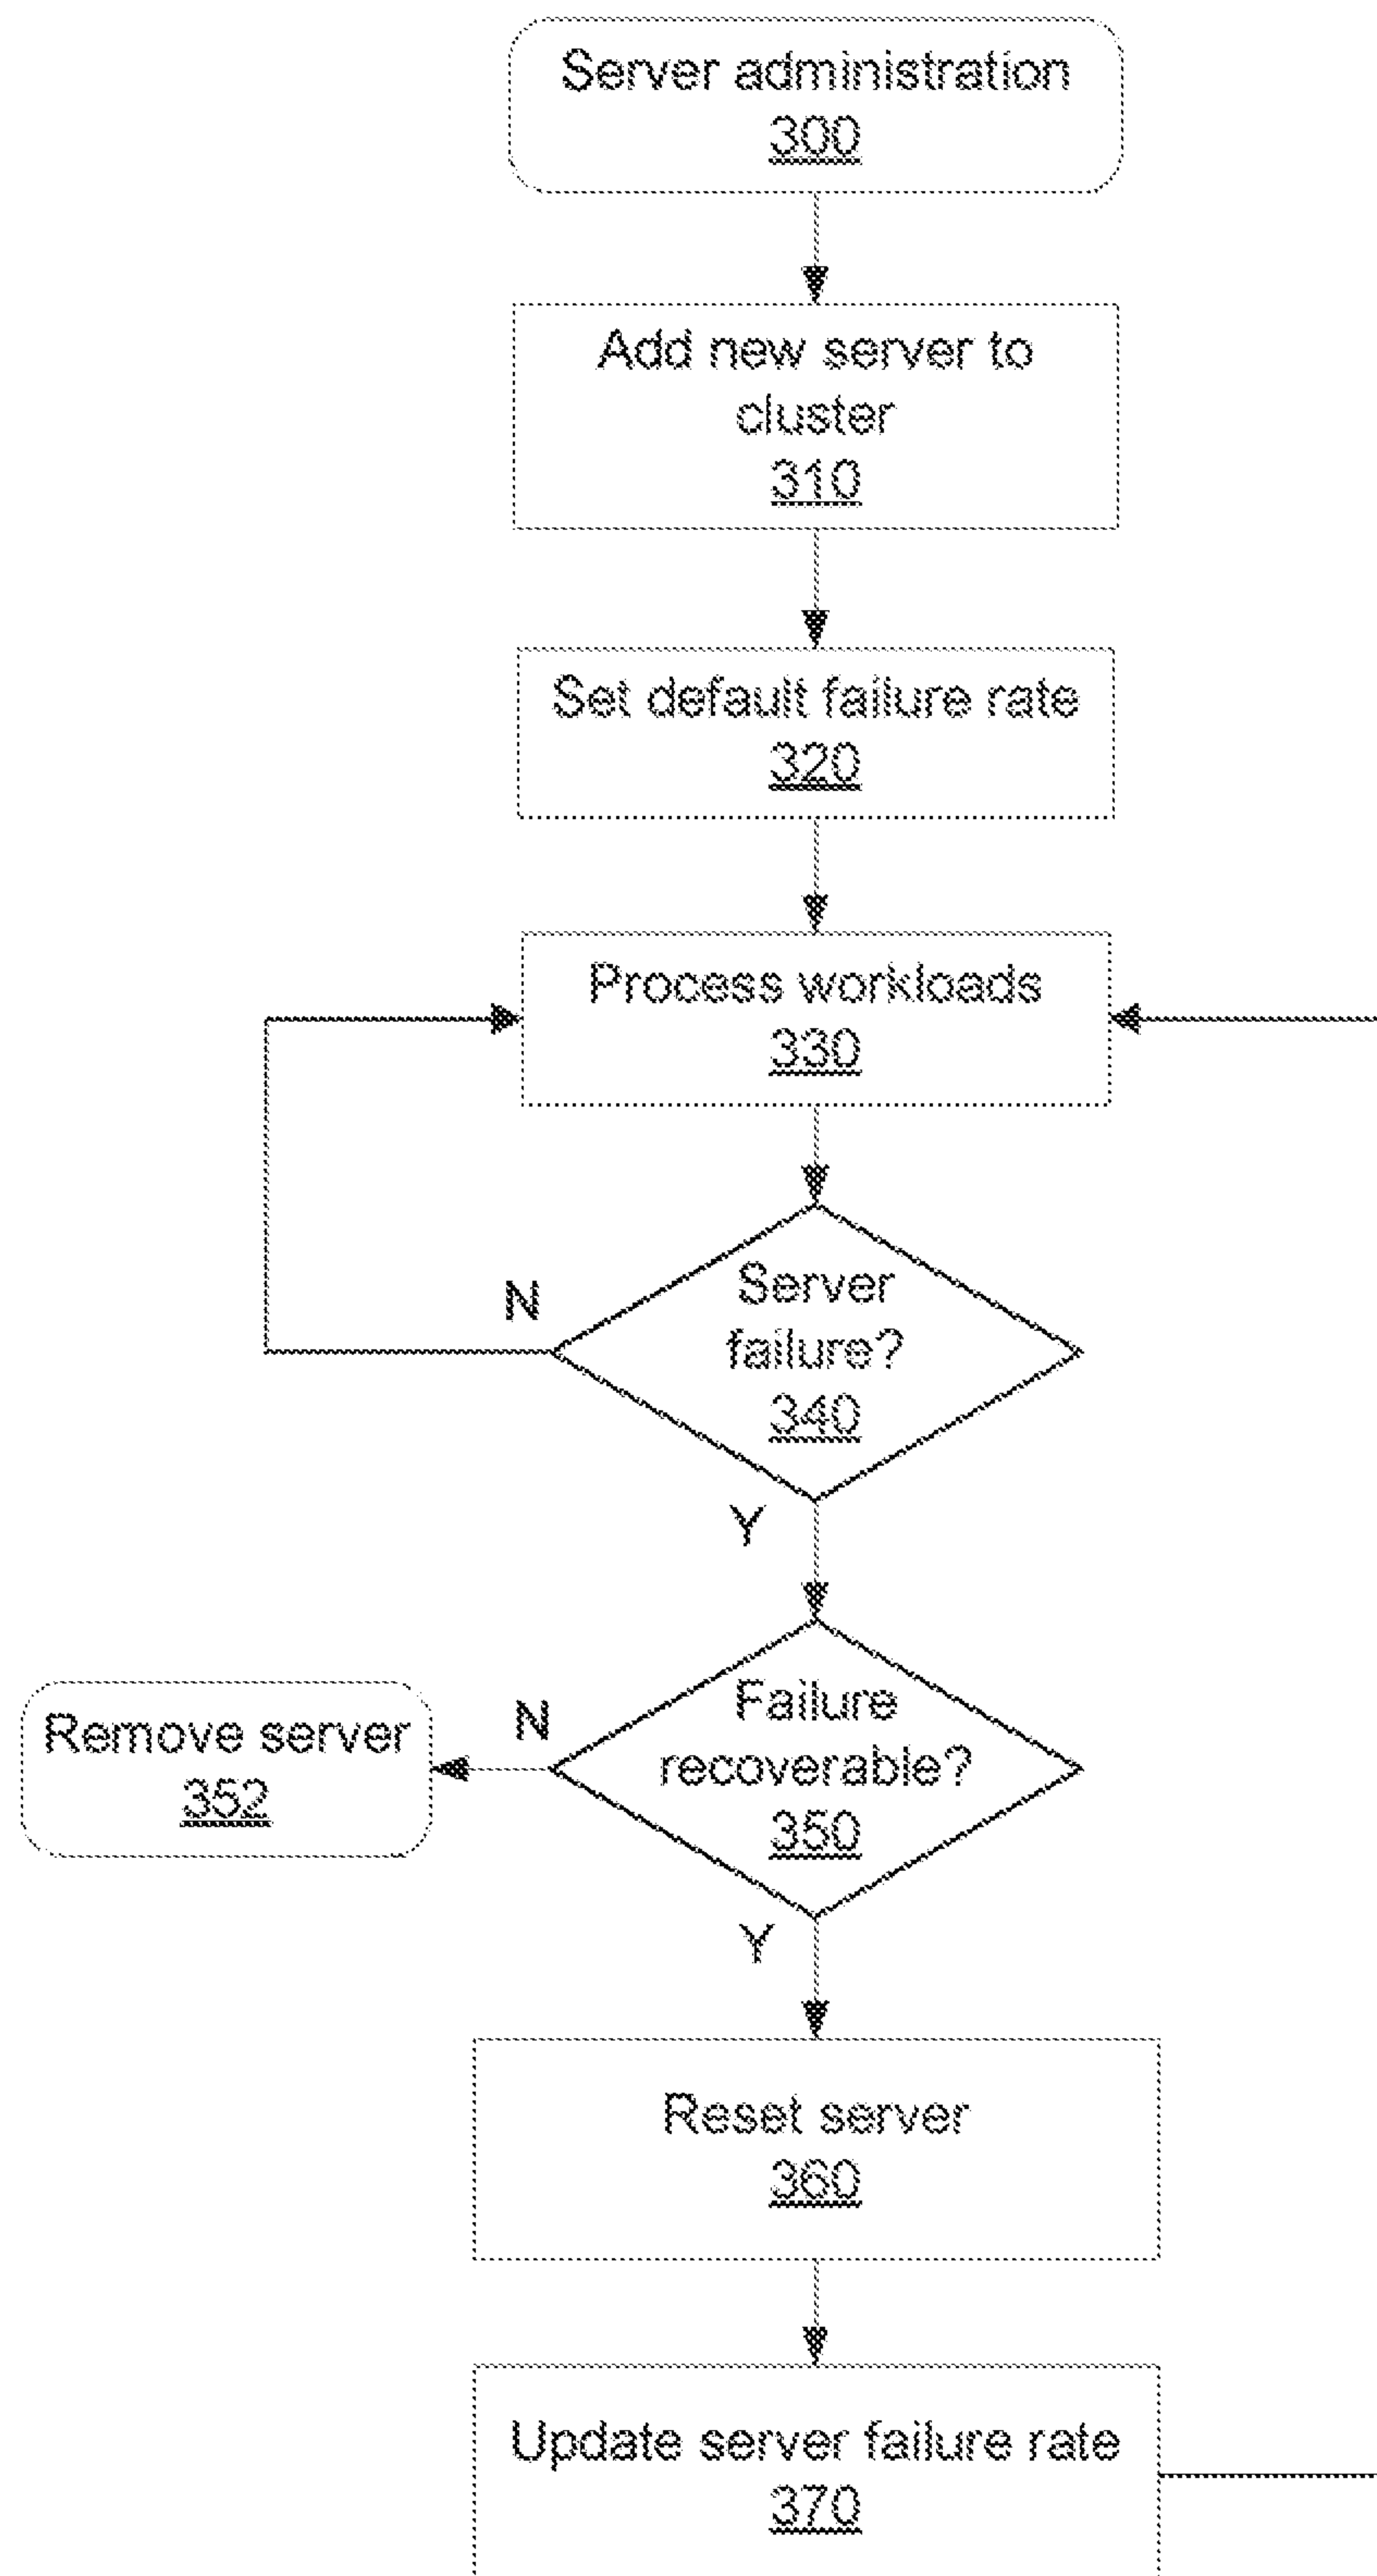 Server administration
300
Add new server to
cluster
310
Set default failure rate
320
Process workloads
330
Server
failure?
340
N
Y
Failure
recoverable?
350
N
Remove server
352
Y
Reset server
360
Update server failure rate
370